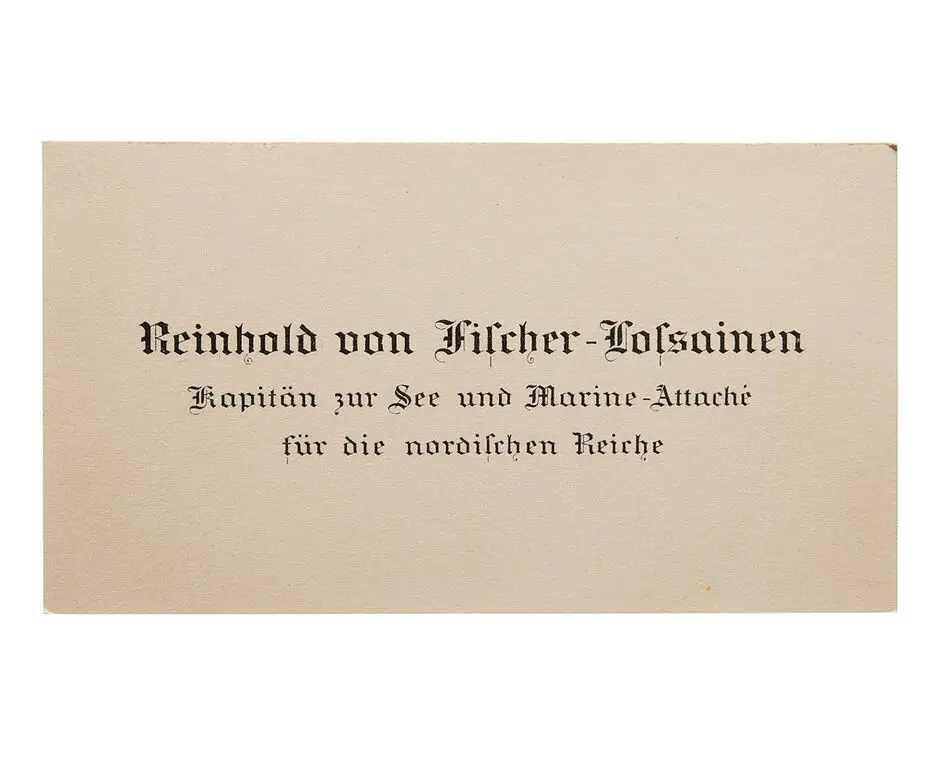 Reinhold von Fiſcher-Loſsainen
Kapitän zur See und Marine-Attaché
für die nordiſchen Reiche